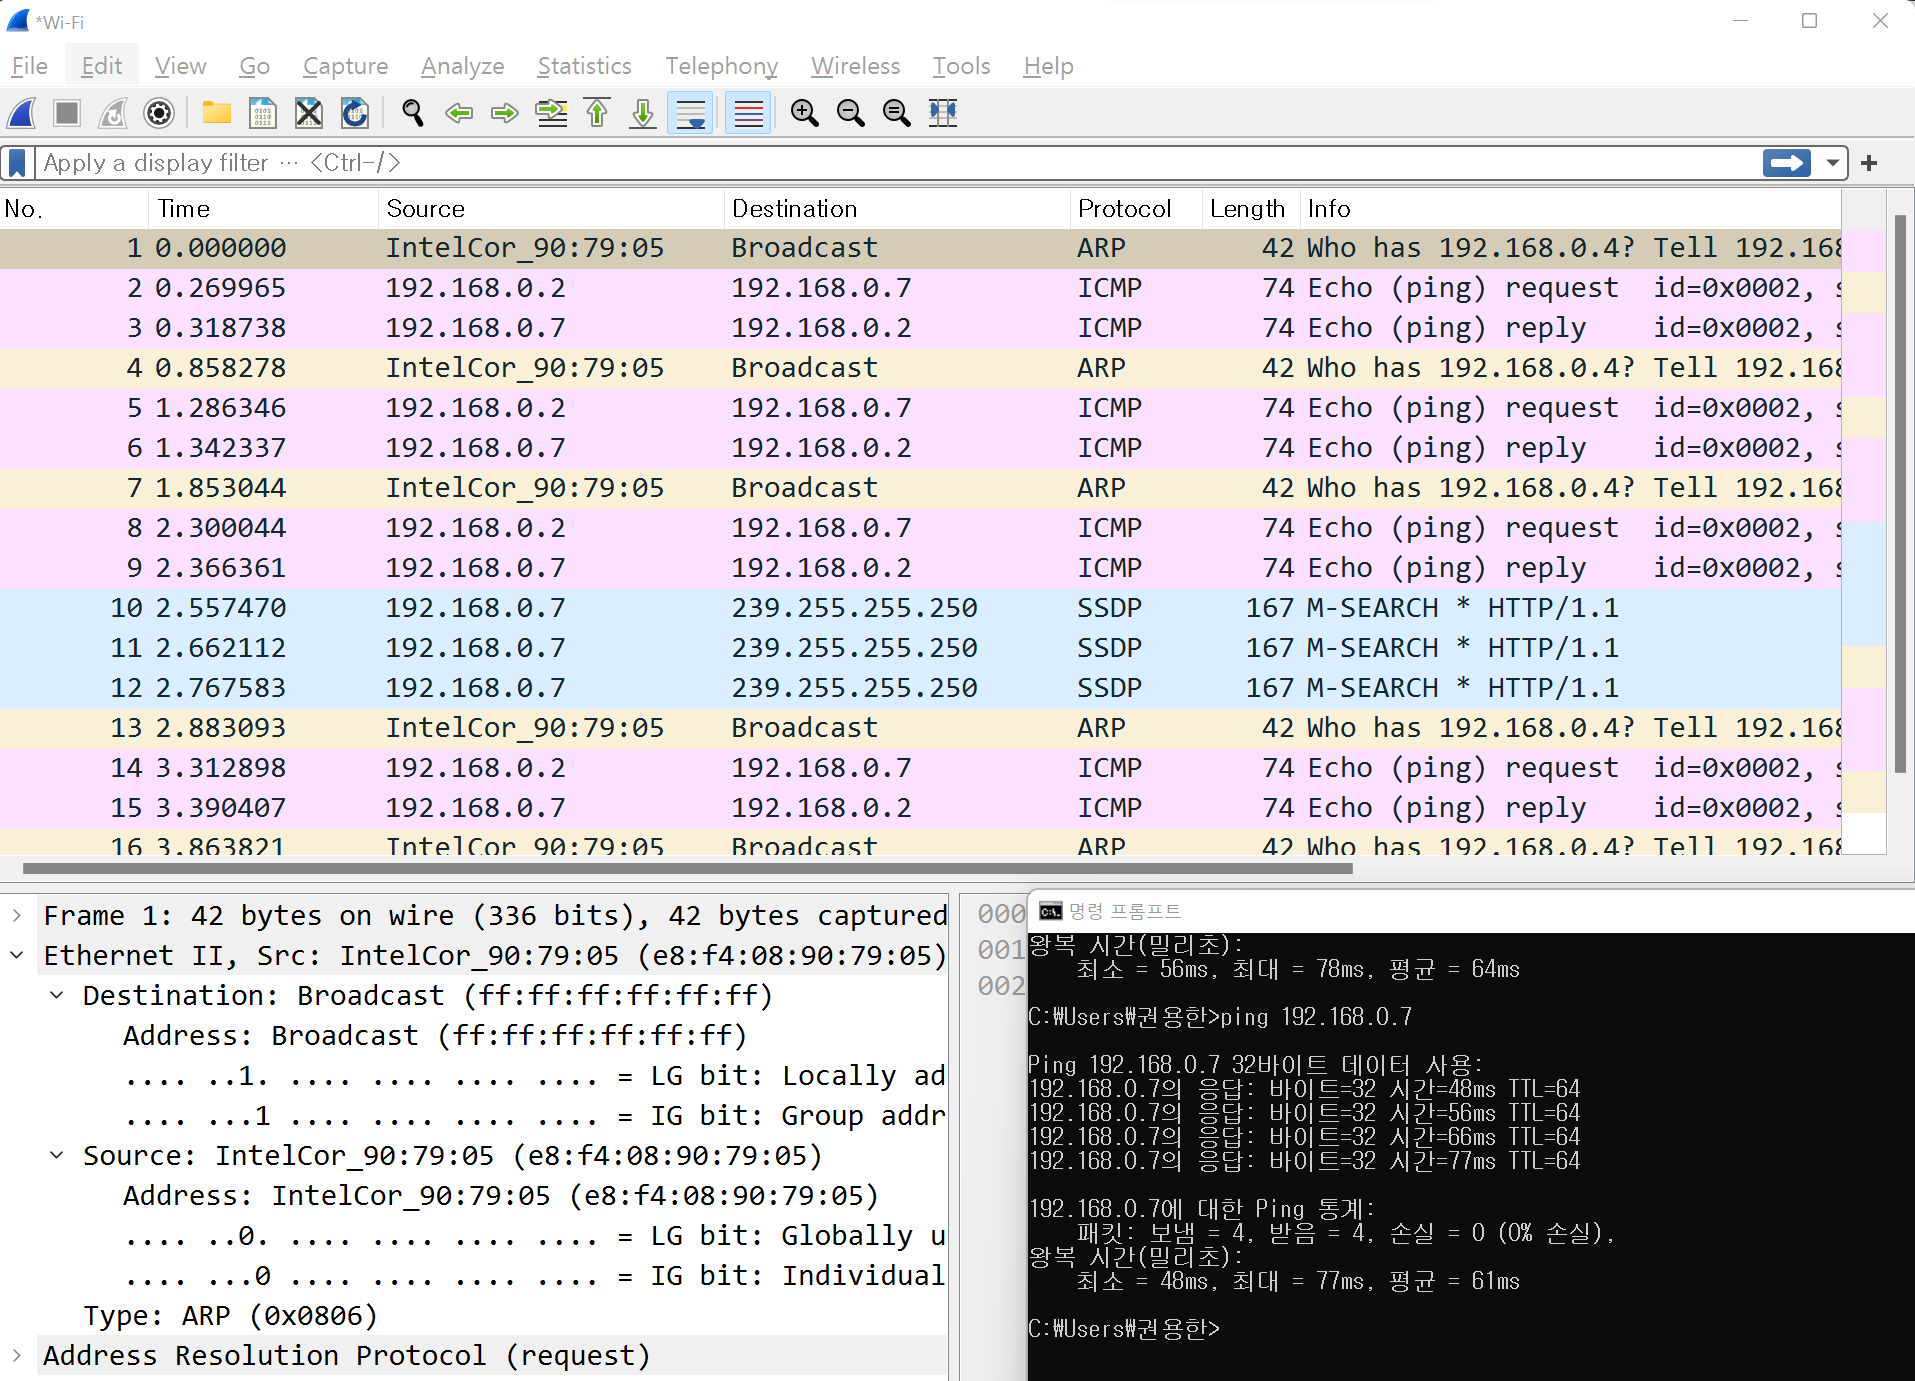 *Wi-Fi
File Edit View Go Capture Analyze Statistics Telephony Wireless Tools Help
Apply a display filter ··· <Ctrl-/>
No. Time Source Destination Protocol Length Info
1 0.000000 IntelCor_90:79:05 Broadcast ARP 42 Who has 192.168.0.4? Tell 192.168
2 0.269965 192.168.0.2 192.168.0.7 ICMP 74 Echo (ping) request id=0x0002, s
3 0.318738 192.168.0.7 192.168.0.2 ICMP 74 Echo (ping) reply id=0x0002, s
4 0.858278 IntelCor_90:79:05 Broadcast ARP 42 Who has 192.168.0.4? Tell 192.168
5 1.286346 192.168.0.2 192.168.0.7 ICMP 74 Echo (ping) request id=0x0002, s
6 1.342337 192.168.0.7 192.168.0.2 ICMP 74 Echo (ping) reply id=0x0002, s
7 1.853044 IntelCor_90:79:05 Broadcast ARP 42 Who has 192.168.0.4? Tell 192.168
8 2.300044 192.168.0.2 192.168.0.7 ICMP 74 Echo (ping) request id=0x0002, s
9 2.366361 192.168.0.7 192.168.0.2 ICMP 74 Echo (ping) reply id=0x0002, s
10 2.557470 192.168.0.7 239.255.255.250 SSDP 167 M-SEARCH * HTTP/1.1
11 2.662112 192.168.0.7 239.255.255.250 SSDP 167 M-SEARCH * HTTP/1.1
12 2.767583 192.168.0.7 239.255.255.250 SSDP 167 M-SEARCH * HTTP/1.1
13 2.883093 IntelCor_90:79:05 Broadcast ARP 42 Who has 192.168.0.4? Tell 192.168
14 3.312898 192.168.0.2 192.168.0.7 ICMP 74 Echo (ping) request id=0x0002, s
15 3.390407 192.168.0.7 192.168.0.2 ICMP 74 Echo (ping) reply id=0x0002, s
16 3.863821 IntelCor_90:79:05 Broadcast ARP 42 Who has 192.168.0.4? Tell 192.168
Frame 1: 42 bytes on wire (336 bits), 42 bytes captured
Ethernet II, Src: IntelCor_90:79:05 (e8:f4:08:90:79:05)
Destination: Broadcast (ff:ff:ff:ff:ff:ff)
Address: Broadcast (ff:ff:ff:ff:ff:ff)
.... ..1. .... .... .... .... = LG bit: Locally ad
.... ...1 .... .... .... .... = IG bit: Group addr
Source: IntelCor_90:79:05 (e8:f4:08:90:79:05)
Address: IntelCor_90:79:05 (e8:f4:08:90:79:05)
.... ..0. .... .... .... .... = LG bit: Globally u
.... ...0 .... .... .... .... = IG bit: Individual
Type: ARP (0x0806)
Address Resolution Protocol (request)
000
001
002
명령 프롬프트
왕복 시간(밀리초):
최소 = 56ms, 최대 = 78ms, 평균 = 64ms
C:₩Users₩권용한>ping 192.168.0.7
Ping 192.168.0.7 32바이트 데이터 사용:
192.168.0.7의 응답: 바이트=32 시간=48ms TTL=64
192.168.0.7의 응답: 바이트=32 시간=56ms TTL=64
192.168.0.7의 응답: 바이트=32 시간=66ms TTL=64
192.168.0.7의 응답: 바이트=32 시간=77ms TTL=64
192.168.0.7에 대한 Ping 통계:
패킷: 보냄 = 4, 받음 = 4, 손실 = 0 (0% 손실),
왕복 시간(밀리초):
최소 = 48ms, 최대 = 77ms, 평균 = 61ms
C:₩Users₩권용한>